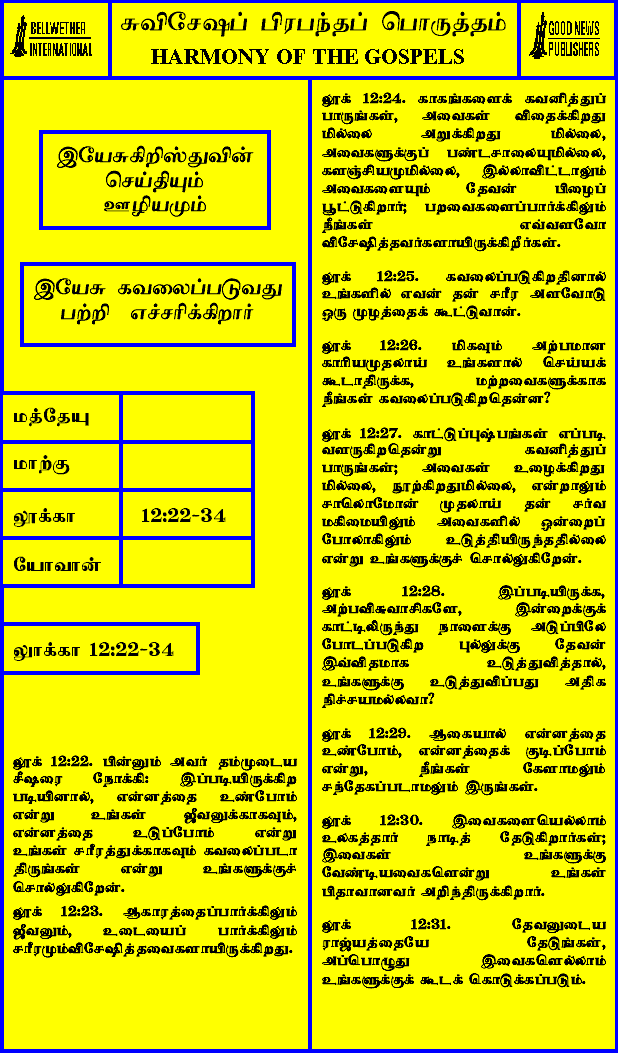 BELLWETHER
INTERNATIONAL
சுவிசேஷப் பிரபந்தப் பொருத்தம்
HARMONY OF THE GOSPELS
GOOD NEWS
PUBLISHERS
இயேசுகிறிஸ்துவின்
செய்தியும்
ஊழியமும்
இயேசு கவலைப்படுவது
பற்றி எச்சரிக்கிறார்
மத்தேயு
மாற்கு
லூக்கா 12:22-34
யோவான்
லூக்கா 12:22-34
லூக் 12:22. பின்னும் அவர் தம்முடைய
சீஷரை நோக்கி: இப்படியிருக்கிற
படியினால், என்னத்தை உண்போம்
என்று உங்கள் ஜீவனுக்காகவும்,
என்னத்தை உடுப்போம் என்று
உங்கள் சரீரத்துக்காகவும் கவலைப்படா
திருங்கள் என்று உங்களுக்குச்
சொல்லுகிறேன்.
லூக் 12:23. ஆகாரத்தைப்பார்க்கிலும்
ஜீவனும், உடையைப் பார்க்கிலும்
சரீரமும்விசேஷித்தவைகளாயிருக்கிறது.
லூக் 12:24. காகங்களைக் கவனித்துப்
பாருங்கள், அவைகள் விதைக்கிறது
மில்லை அறுக்கிறது மில்லை,
அவைகளுக்குப் பண்டசாலையுமில்லை,
களஞ்சியமுமில்லை, இல்லாவிட்டாலும்
அவைகளையும் தேவன் பிழைப்
பூட்டுகிறார்; பறவைகளைப்பார்க்கிலும்
நீங்கள் எவ்வளவோ
விசேஷித்தவர்களாயிருக்கிறீர்கள்.
லூக் 12:25. கவலைப்படுகிறதினால்
உங்களில் எவன் தன் சரீர அளவோடு
ஒரு முழத்தைக் கூட்டுவான்.
லூக் 12:26. மிகவும் அற்பமான
காரியமுதலாய் உங்களால் செய்யக்
கூடாதிருக்க, மற்றவைகளுக்காக
நீங்கள் கவலைப்படுகிறதென்ன?
லூக் 12:27. காட்டுப்புஷ்பங்கள் எப்படி
வளருகிறதென்று கவனித்துப்
பாருங்கள்; அவைகள் உழைக்கிறது
மில்லை, நூற்கிறதுமில்லை, என்றாலும்
சாலொமோன் முதலாய் தன் சர்வ
மகிமையிலும் அவைகளில் ஒன்றைப்
போலாகிலும் உடுத்தியிருந்ததில்லை
என்று உங்களுக்குச் சொல்லுகிறேன்.
லூக் 12:28. இப்படியிருக்க,
அற்பவிசுவாசிகளே, இன்றைக்குக்
காட்டிலிருந்து நாளைக்கு அடுப்பிலே
போடப்படுகிற புல்லுக்கு தேவன்
இவ்விதமாக உடுத்துவித்தால்,
உங்களுக்கு உடுத்துவிப்பது அதிக
நிச்சயமல்லவா?
லூக் 12:29. ஆகையால் என்னத்தை
உண்போம், என்னத்தைக் குடிப்போம்
என்று, நீங்கள் கேளாமலும்
சந்தேகப்படாமலும் இருங்கள்.
லூக் 12:30. இவைகளையெல்லாம்
உலகத்தார் நாடித் தேடுகிறார்கள்;
இவைகள் உங்களுக்கு
வேண்டியவைகளென்று உங்கள்
பிதாவானவர் அறிந்திருக்கிறார்.
லூக் 12:31. தேவனுடைய
ராஜ்யத்தையே தேடுங்கள்,
அப்பொழுது இவைகளெல்லாம்
உங்களுக்குக் கூடக் கொடுக்கப்படும்.